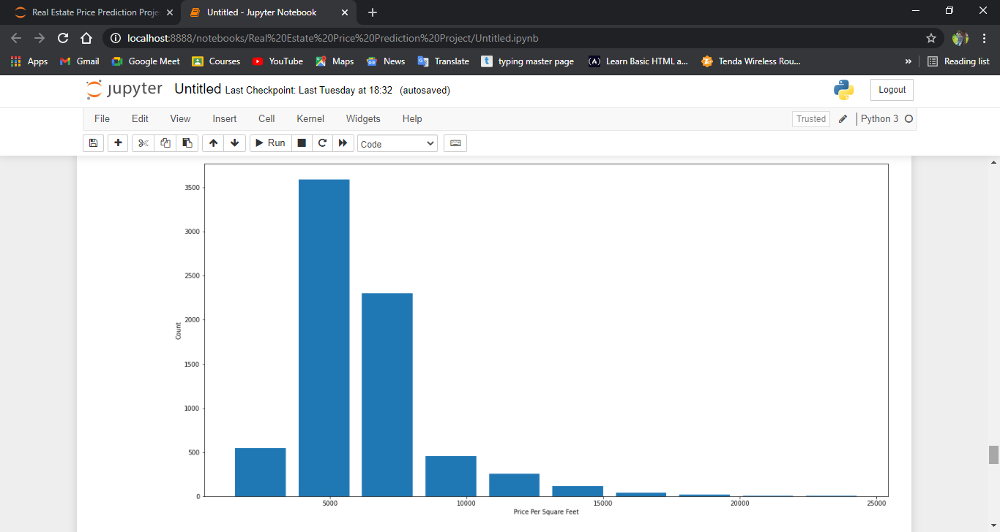 Real Estate Price Prediction Proje
Untitled - Jupyter Notebook
localhost:8888/notebooks/Real%20Estate%20Price%20Prediction%20Project/Untitled.ipynb
Apps Gmail Google Meet Courses YouTube Maps News Translate t typing master page (A) Learn Basic HTML a... Tenda Wireless Rou... » Reading list
jupyter Untitled Last Checkpoint: Last Tuesday at 18:32 (autosaved) Logout
File Edit View Insert Cell Kernel Widgets Help Trusted Python 3
Run Code
3500
3000
2500
2000
1500
1000
500
0
Count
5000 10000 15000 20000 25000
Price Per Square Feet